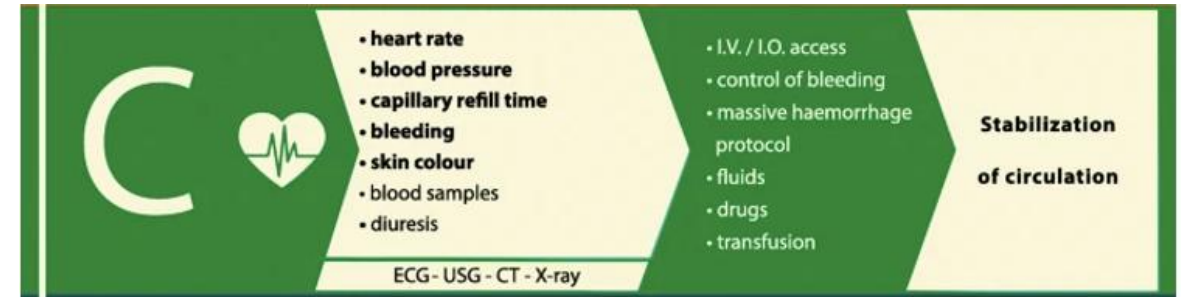 C
• heart rate
• blood pressure
• capillary refill time
• bleeding
• skin colour
• blood samples
• diuresis
ECG - USG - CT - X-ray
• I.V. / I.O. access
• control of bleeding
• massive haemorrhage
protocol
• fluids
• drugs
• transfusion
Stabilization
of circulation